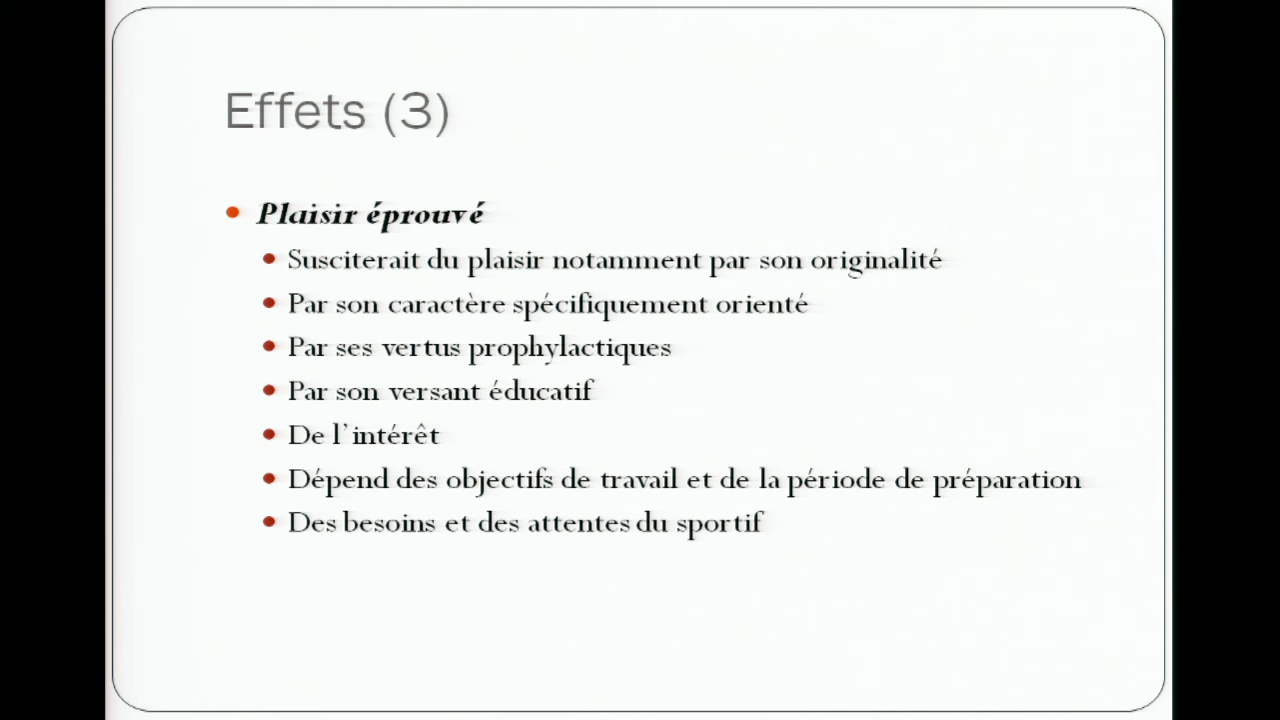 Effets (3)
Plaisir éprouvé
Susciterait du plaisir notamment par son originalité
Par son caractère spécifiquement orienté
Par ses vertus prophylactiques
Par son versant éducatif
De l'intérêt
Dépend des objectifs de travail et de la période de préparation
Des besoins et des attentes du sportif